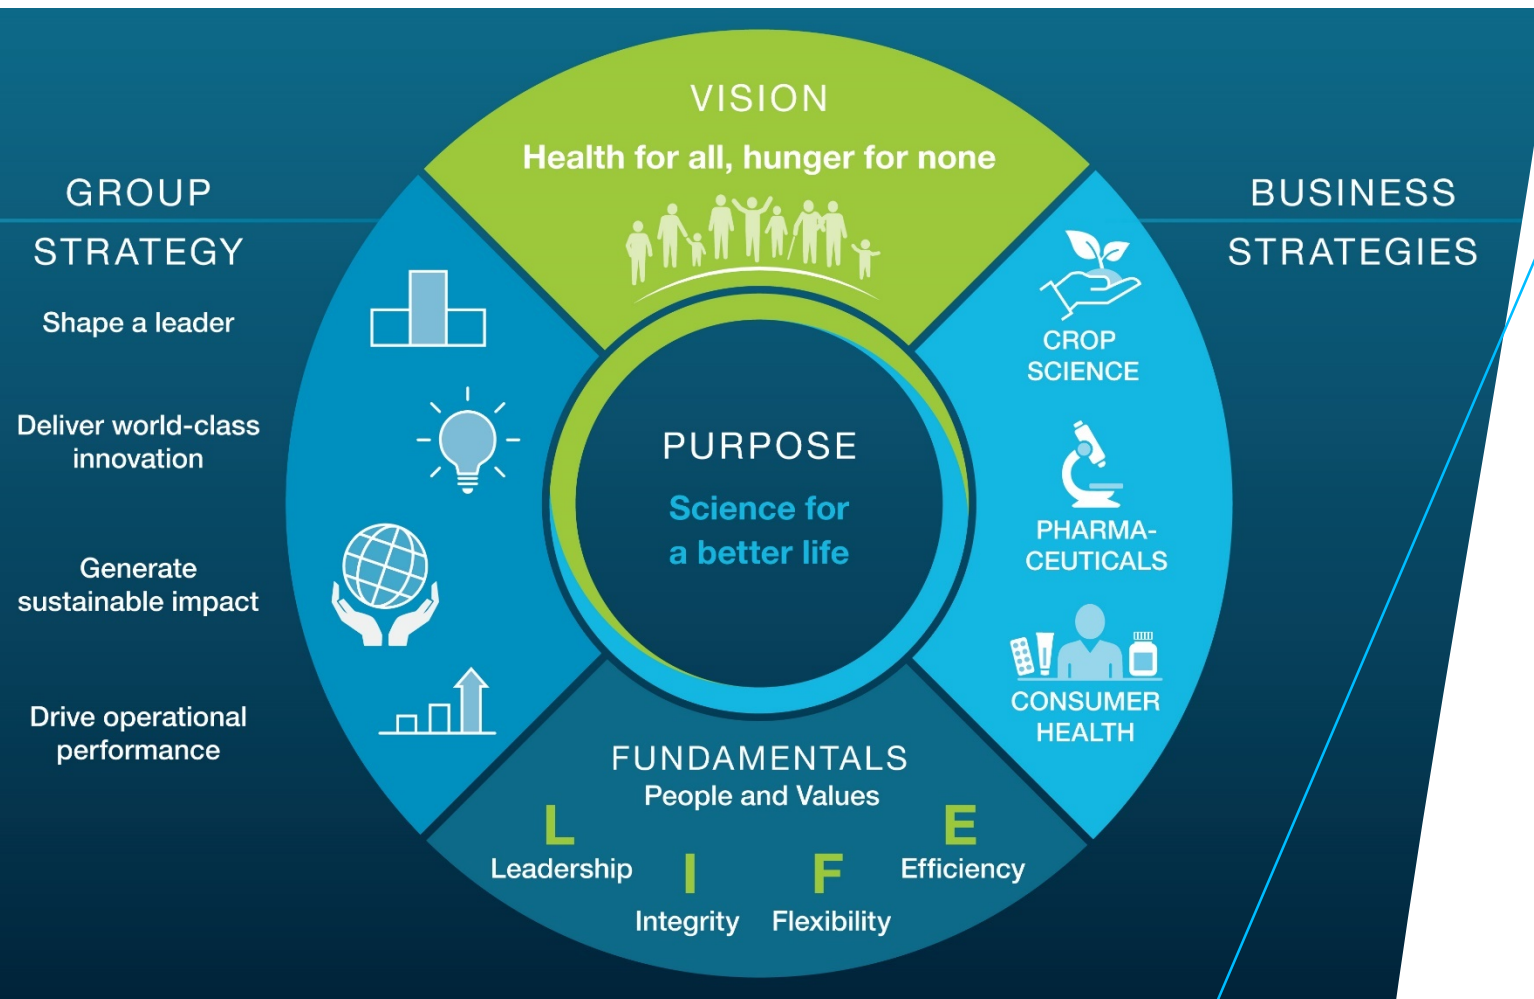 VISION
Health for all, hunger for none
GROUP
STRATEGY
Shape a leader
Deliver world-class
innovation
Generate
sustainable impact
Drive operational
performance
PURPOSE
Science for
a better life
BUSINESS
STRATEGIES
CROP
SCIENCE
PHARMA-
CEUTICALS
CONSUMER
HEALTH
FUNDAMENTALS
People and Values
L
Leadership
I
Integrity
F
Flexibility
E
Efficiency